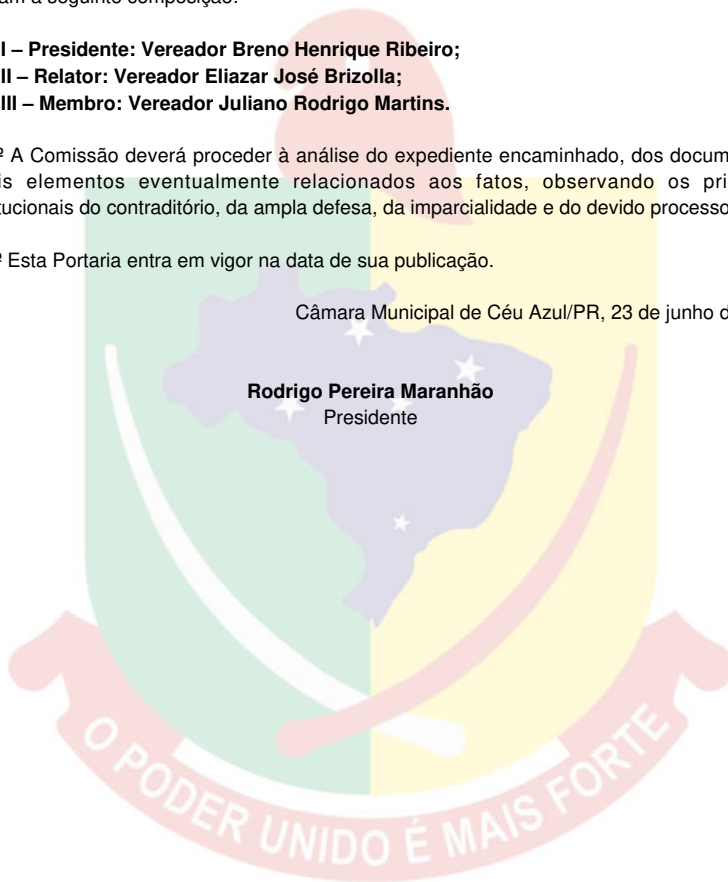 a seguinte composição:
I – Presidente: Vereador Breno Henrique Ribeiro;
II – Relator: Vereador Eliazar José Brizolla;
III – Membro: Vereador Juliano Rodrigo Martins.
º A Comissão deverá proceder à análise do expediente encaminhado, dos docum
is elementos eventualmente relacionados aos fatos, observando os pri
tucionais do contraditório, da ampla defesa, da imparcialidade e do devido processo
º Esta Portaria entra em vigor na data de sua publicação.
Câmara Municipal de Céu Azul/PR, 23 de junho d
Rodrigo Pereira Maranhão
Presidente
O PODER UNIDO É MAIS FORTE